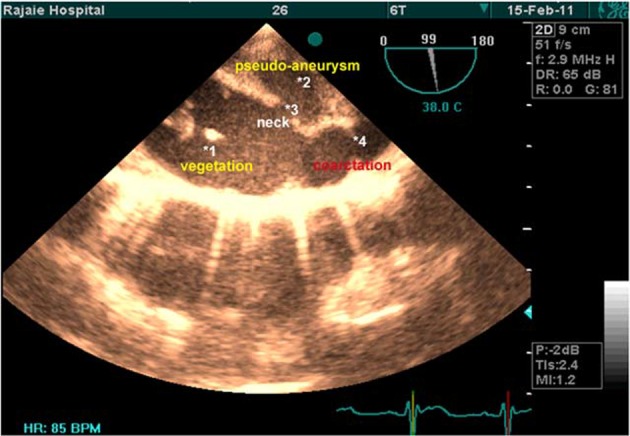 Rajaie Hospital 26 6T 15-Feb-11
2D 9 cm
51 f/s
f: 2.9 MHz H
DR: 65 dB
R: 0.0 G: 81
0 99 180
38.0 C
pseudo-aneurysm
*2
*3
neck
*1
*4
vegetation
coarctation
P:-2dB
TIs:2.4
MI:1.2
HR: 85 BPM